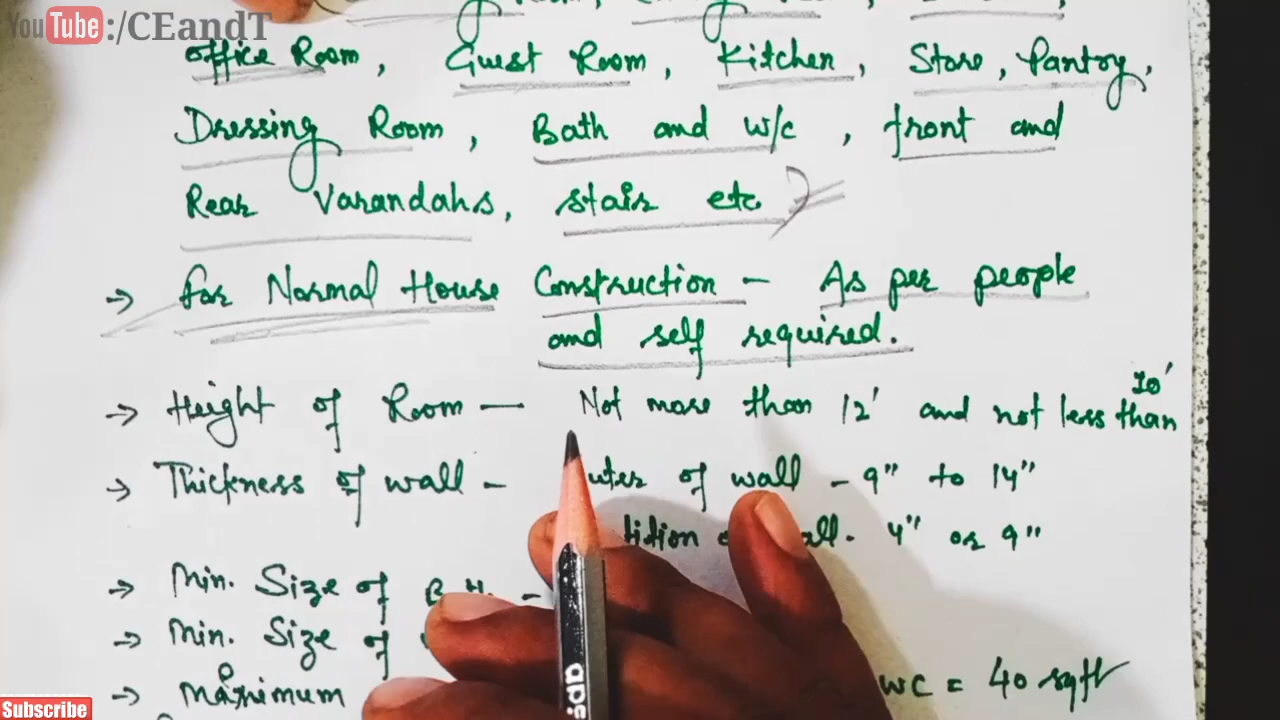 YouTube:/CEandT
Office Room, Guest Room, Kitchen, Store, Pantry,
Dressing Room, Bath and W/c, front and
Rear Varandahs, stair etc)
→ for Normal House Construction - As per people
and self required.
10'
→ Height of Room — Not more than 12' and not less than
→ Thickness of wall - of wall - 9" to 14"
4" or 9"
→ Min. Size of -
→ Min. Size of
→ Maximum WC = 40 sqft
Subscribe